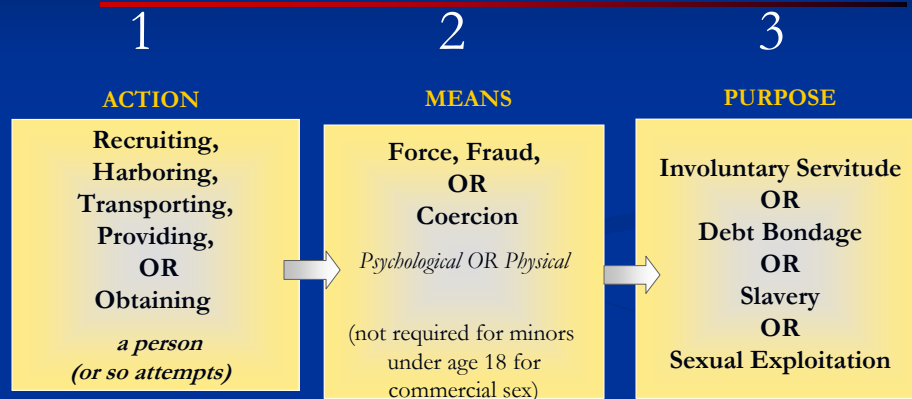 1
ACTION
Recruiting,
Harboring,
Transporting,
Providing,
OR
Obtaining
a person
(or so attempts)
2
MEANS
Force, Fraud,
OR
Coercion
Psychological OR Physical
(not required for minors
under age 18 for
commercial sex)
3
PURPOSE
Involuntary Servitude
OR
Debt Bondage
OR
Slavery
OR
Sexual Exploitation